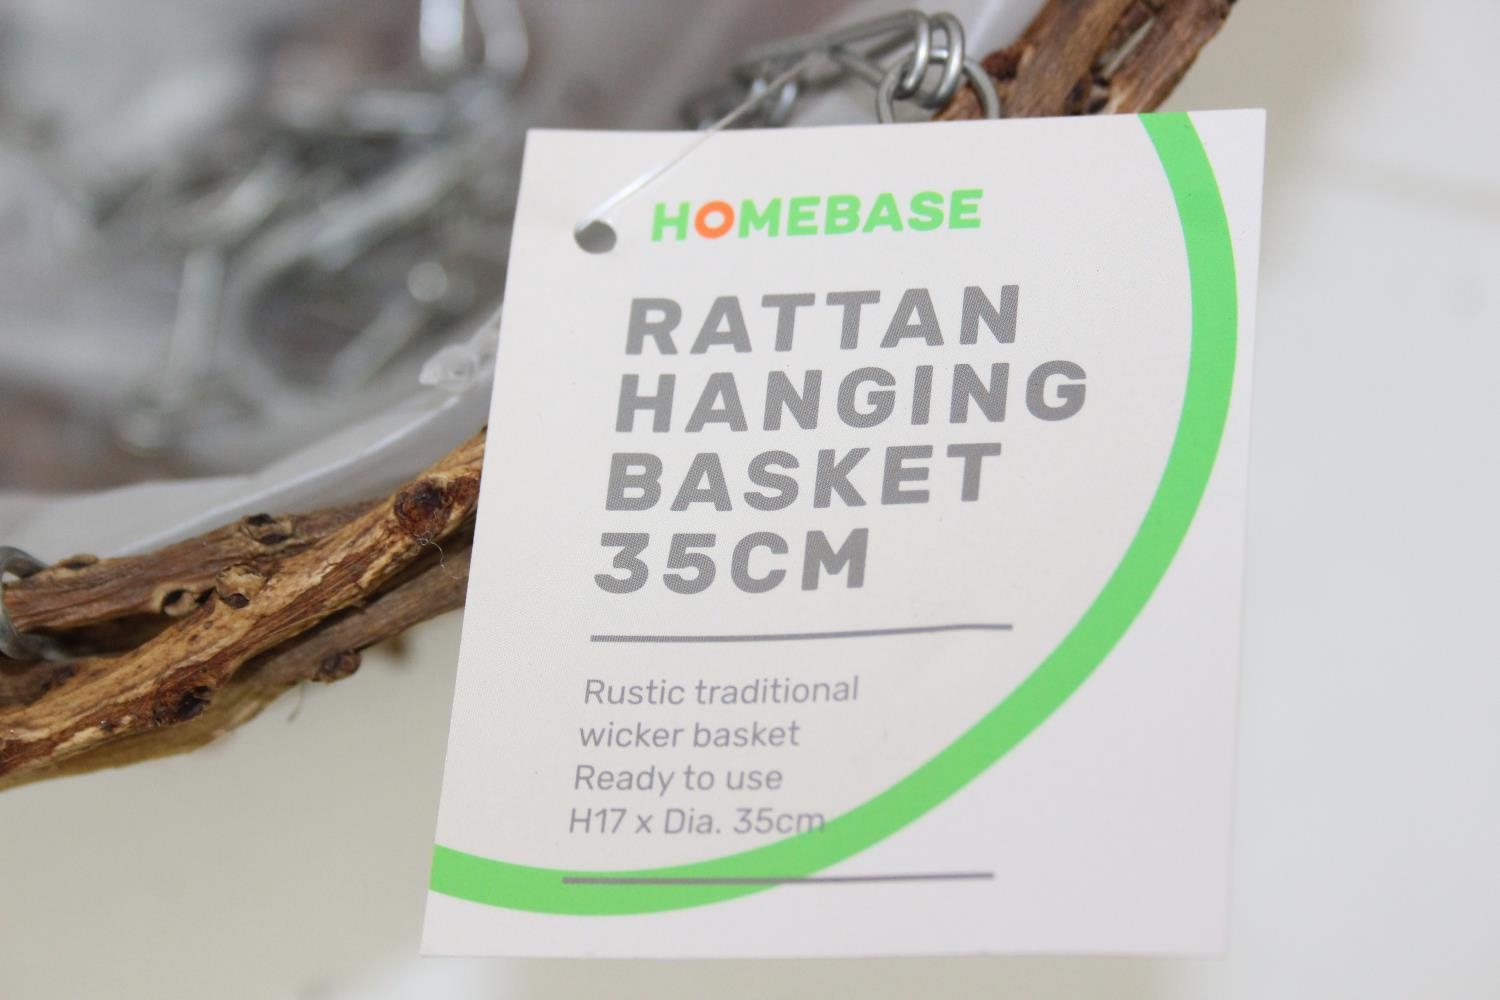 HOMEBASE
RATTAN
HANGING
BASKET
35CM
Rustic traditional
wicker basket
Ready to use
H17 x Dia. 35cm